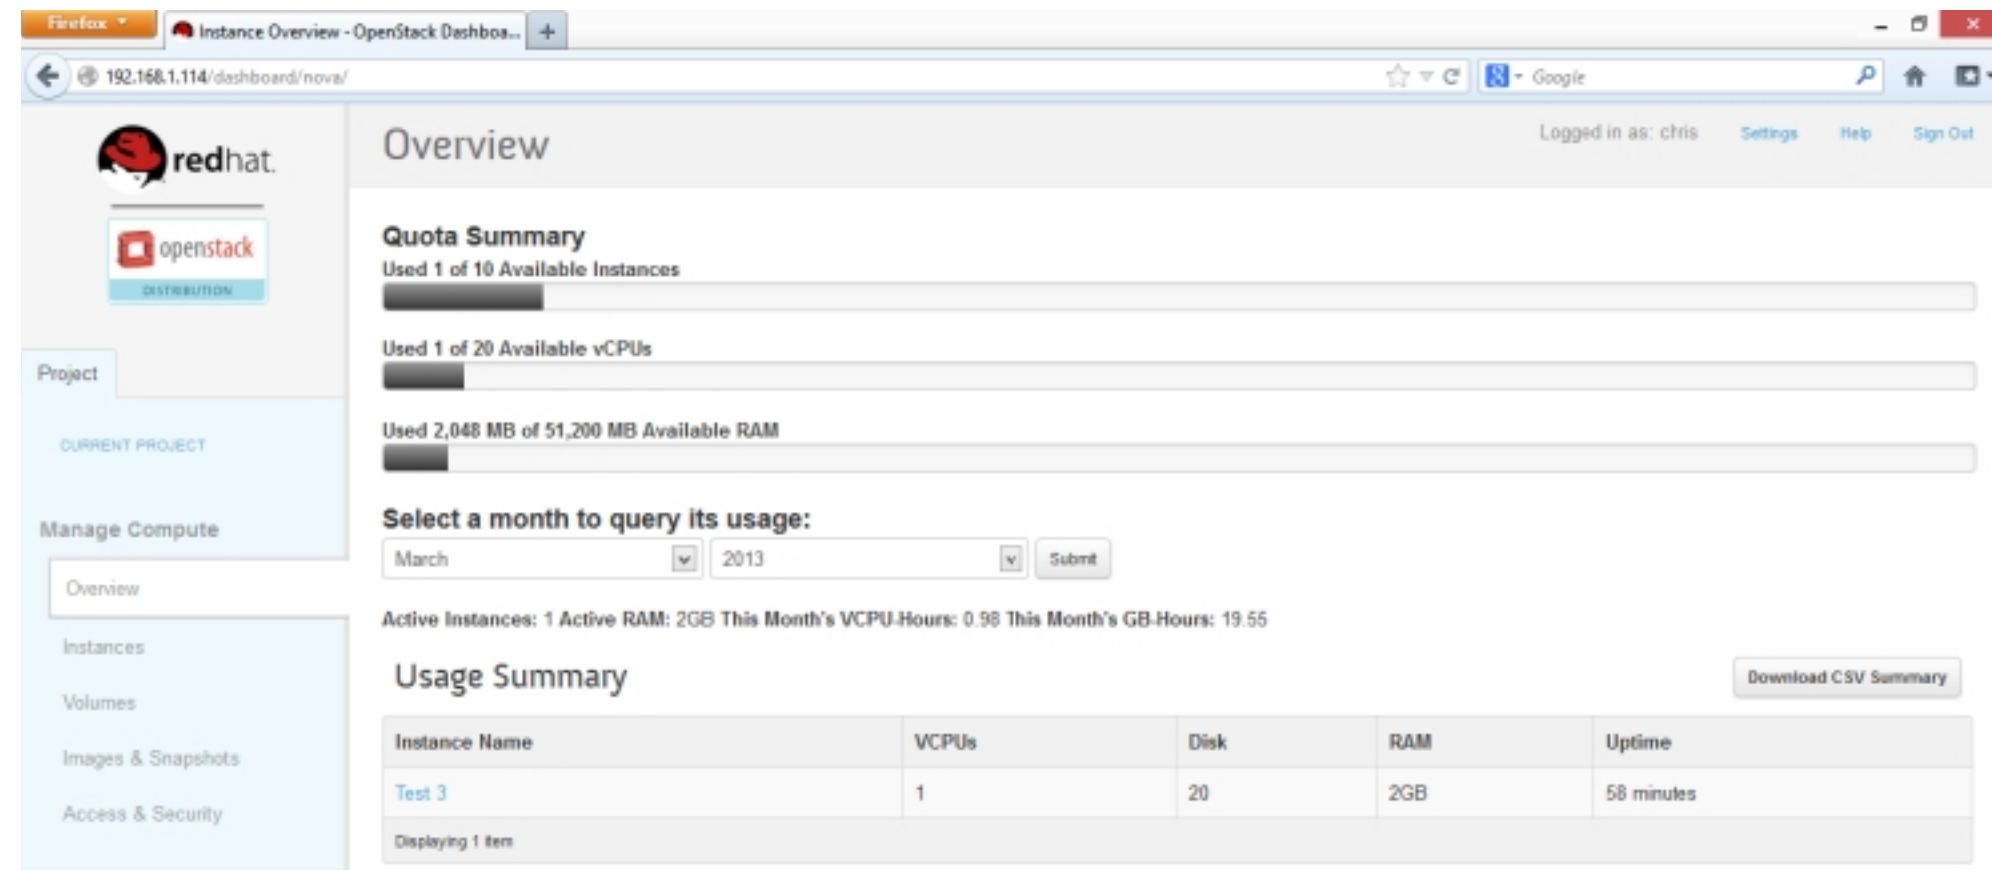 Firefox
Instance Overview - OpenStack Dashboa...
192.168.1.114/dashboard/nova/
Google
redhat.
openstack
DISTRIBUTION
Project
CURRENT PROJECT
Manage Compute
Overview
Instances
Volumes
Images & Snapshots
Access & Security
Overview
Logged in as: chris Settings Help Sign Out
Quota Summary
Used 1 of 10 Available Instances
Used 1 of 20 Available vCPUs
Used 2,048 MB of 51,200 MB Available RAM
Select a month to query its usage:
March 2013 Submit
Active Instances: 1 Active RAM: 2GB This Month's VCPU-Hours: 0.98 This Month's GB-Hours: 19.55
Usage Summary
Download CSV Summary
Instance Name VCPUs Disk RAM Uptime
Test 3 1 20 2GB 58 minutes
Displaying 1 item